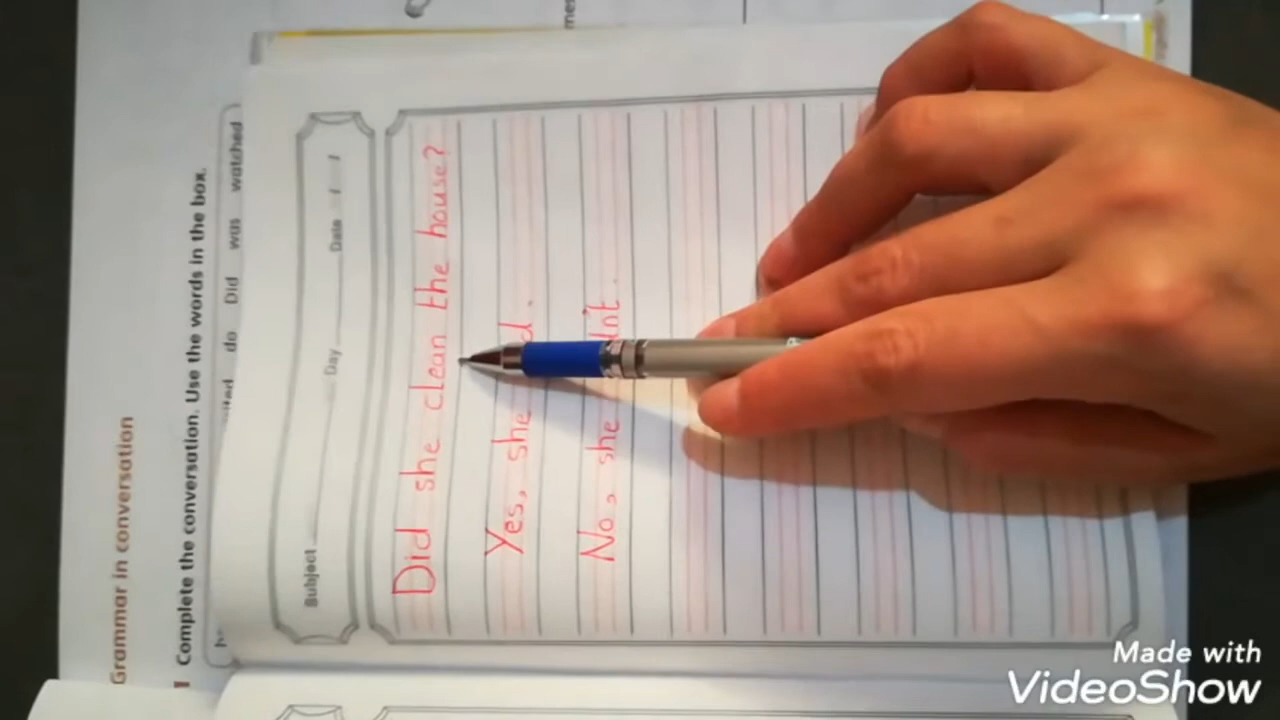 Grammar in conversation
1 Complete the conversation. Use the words in the box.
do Did was watched
Subject Day Date / /
Did she clean the house?
Yes, she
No, she
Made with
VideoShow